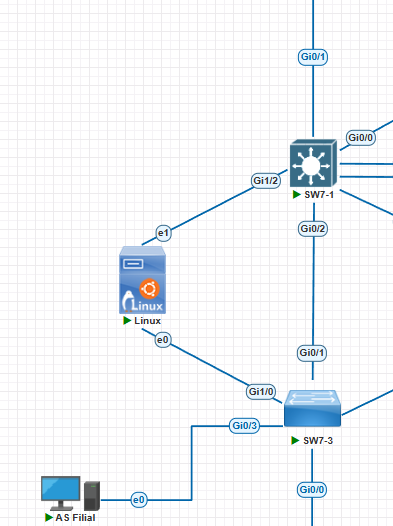 Gi0/1
Gi0/0
Gi1/2
SW7-1
e1
Gi0/2
Linux
Linux
e0
Gi0/1
Gi1/0
Gi0/3
SW7-3
e0
Gi0/0
AS Filial